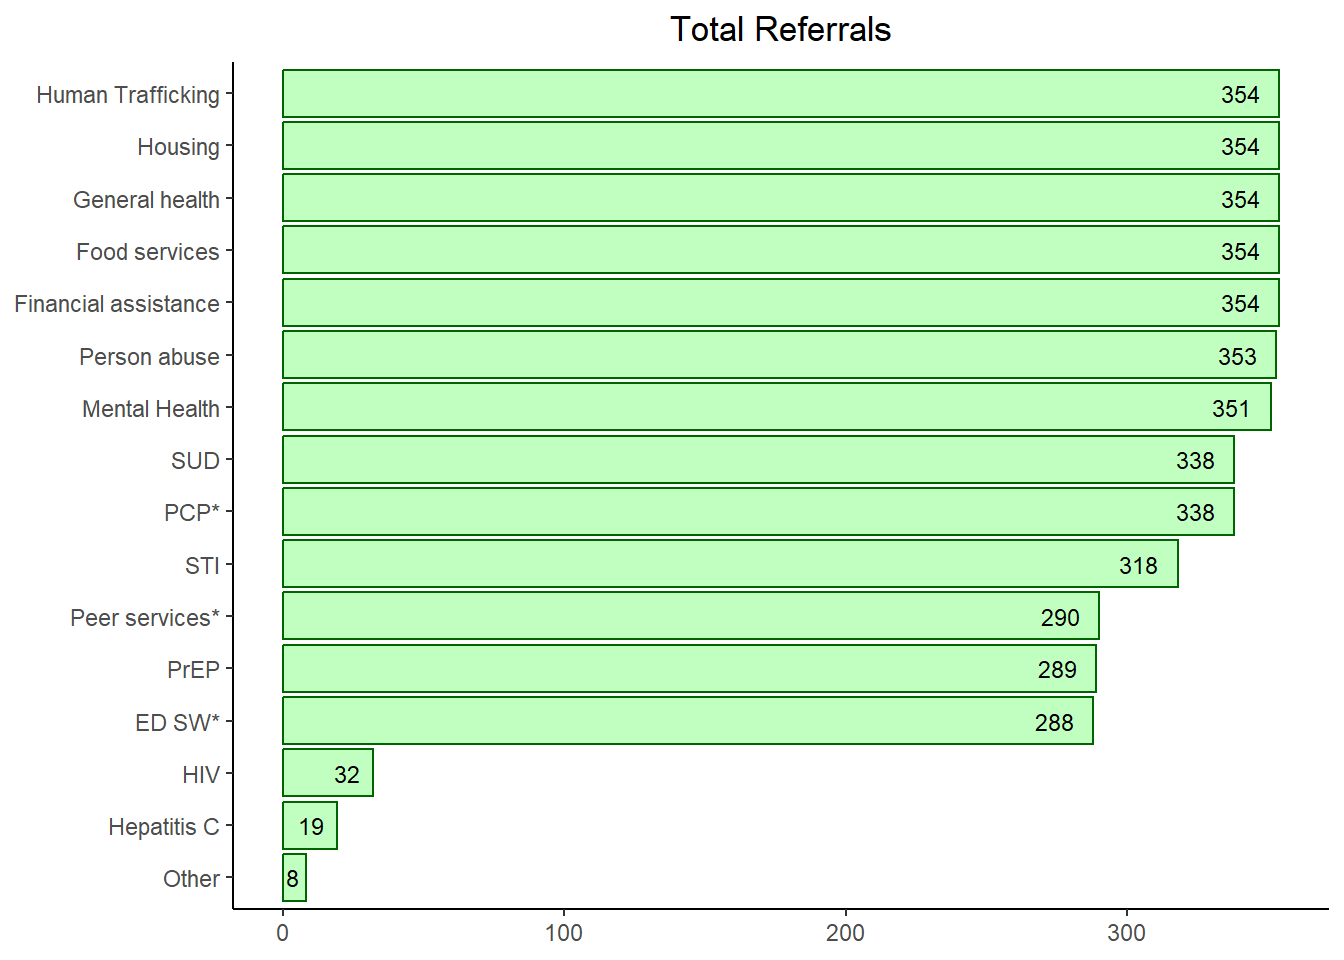 Total Referrals
Human Trafficking 354
Housing 354
General health 354
Food services 354
Financial assistance 354
Person abuse 353
Mental Health 351
SUD 338
PCP* 338
STI 318
Peer services* 290
PrEP 289
ED SW* 288
HIV 32
Hepatitis C 19
Other 8
0 100 200 300